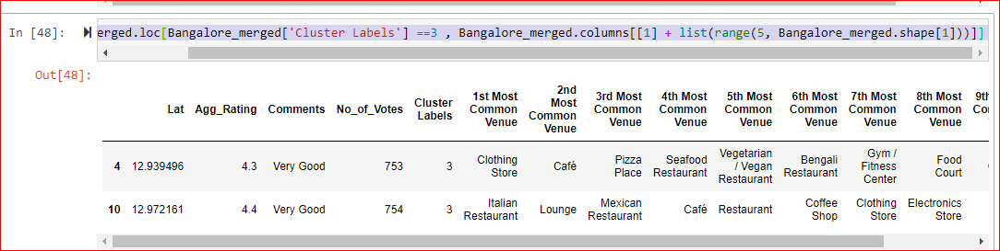 In [48]: erged.loc[Bangalore_merged['Cluster Labels'] ==3 , Bangalore_merged.columns[[1] + list(range(5, Bangalore_merged.shape[1]))]]
Out[48]:
Lat Agg_Rating Comments No_of_Votes Cluster Labels 1st Most Common Venue 2nd Most Common Venue 3rd Most Common Venue 4th Most Common Venue 5th Most Common Venue 6th Most Common Venue 7th Most Common Venue 8th Most Common Venue 9th
4 12.939496 4.3 Very Good 753 3 Clothing Store Café Pizza Place Seafood Restaurant Vegetarian / Vegan Restaurant Bengali Restaurant Gym / Fitness Center Food Court
10 12.972161 4.4 Very Good 754 3 Italian Restaurant Lounge Mexican Restaurant Café Restaurant Coffee Shop Clothing Store Electronics Store